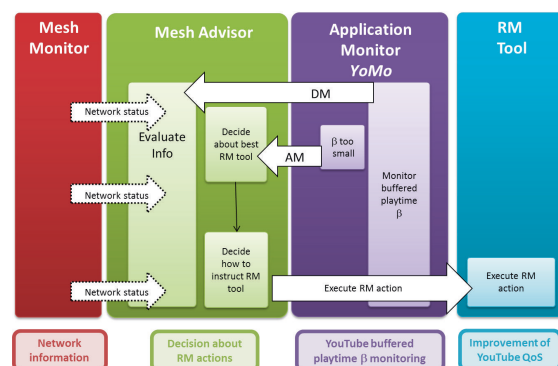 Mesh
Monitor
Mesh Advisor
Application
Monitor
YoMo
RM
Tool
DM
Network status
Evaluate
Info
Decide
about best
RM tool
AM
β too
small
Monitor
buffered
playtime
β
Network status
Decide
how to
instruct RM
tool
Network status
Execute RM action
Execute RM
action
Network
information
Decision about
RM actions
YouTube buffered
playtime β monitoring
Improvement of
YouTube QoS